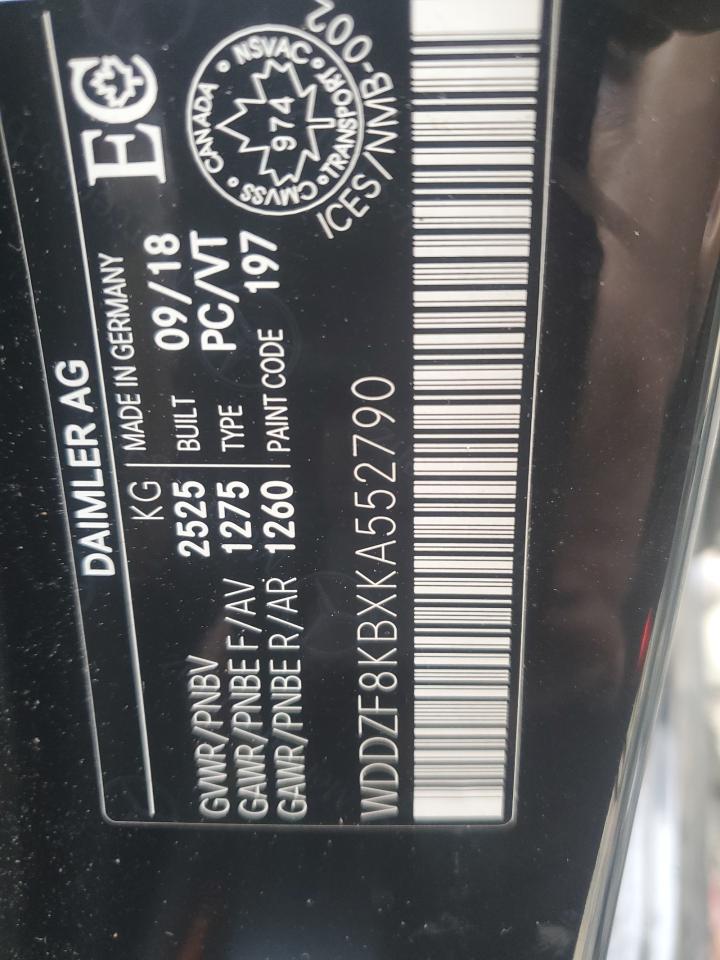 DAIMLER AG
KG | MADE IN GERMANY
GVWR/PNBV 2525 BUILT 09/18
GAWR/PNBE F/AV 1275 TYPE PC/VT
GAWR/PNBE R/AR 1260 PAINT CODE 197
WDDZF8KBXKA552790
EC
CANADA • NSVAC • TRANSPORT • CMVSS •
974
ICES/NMB-002